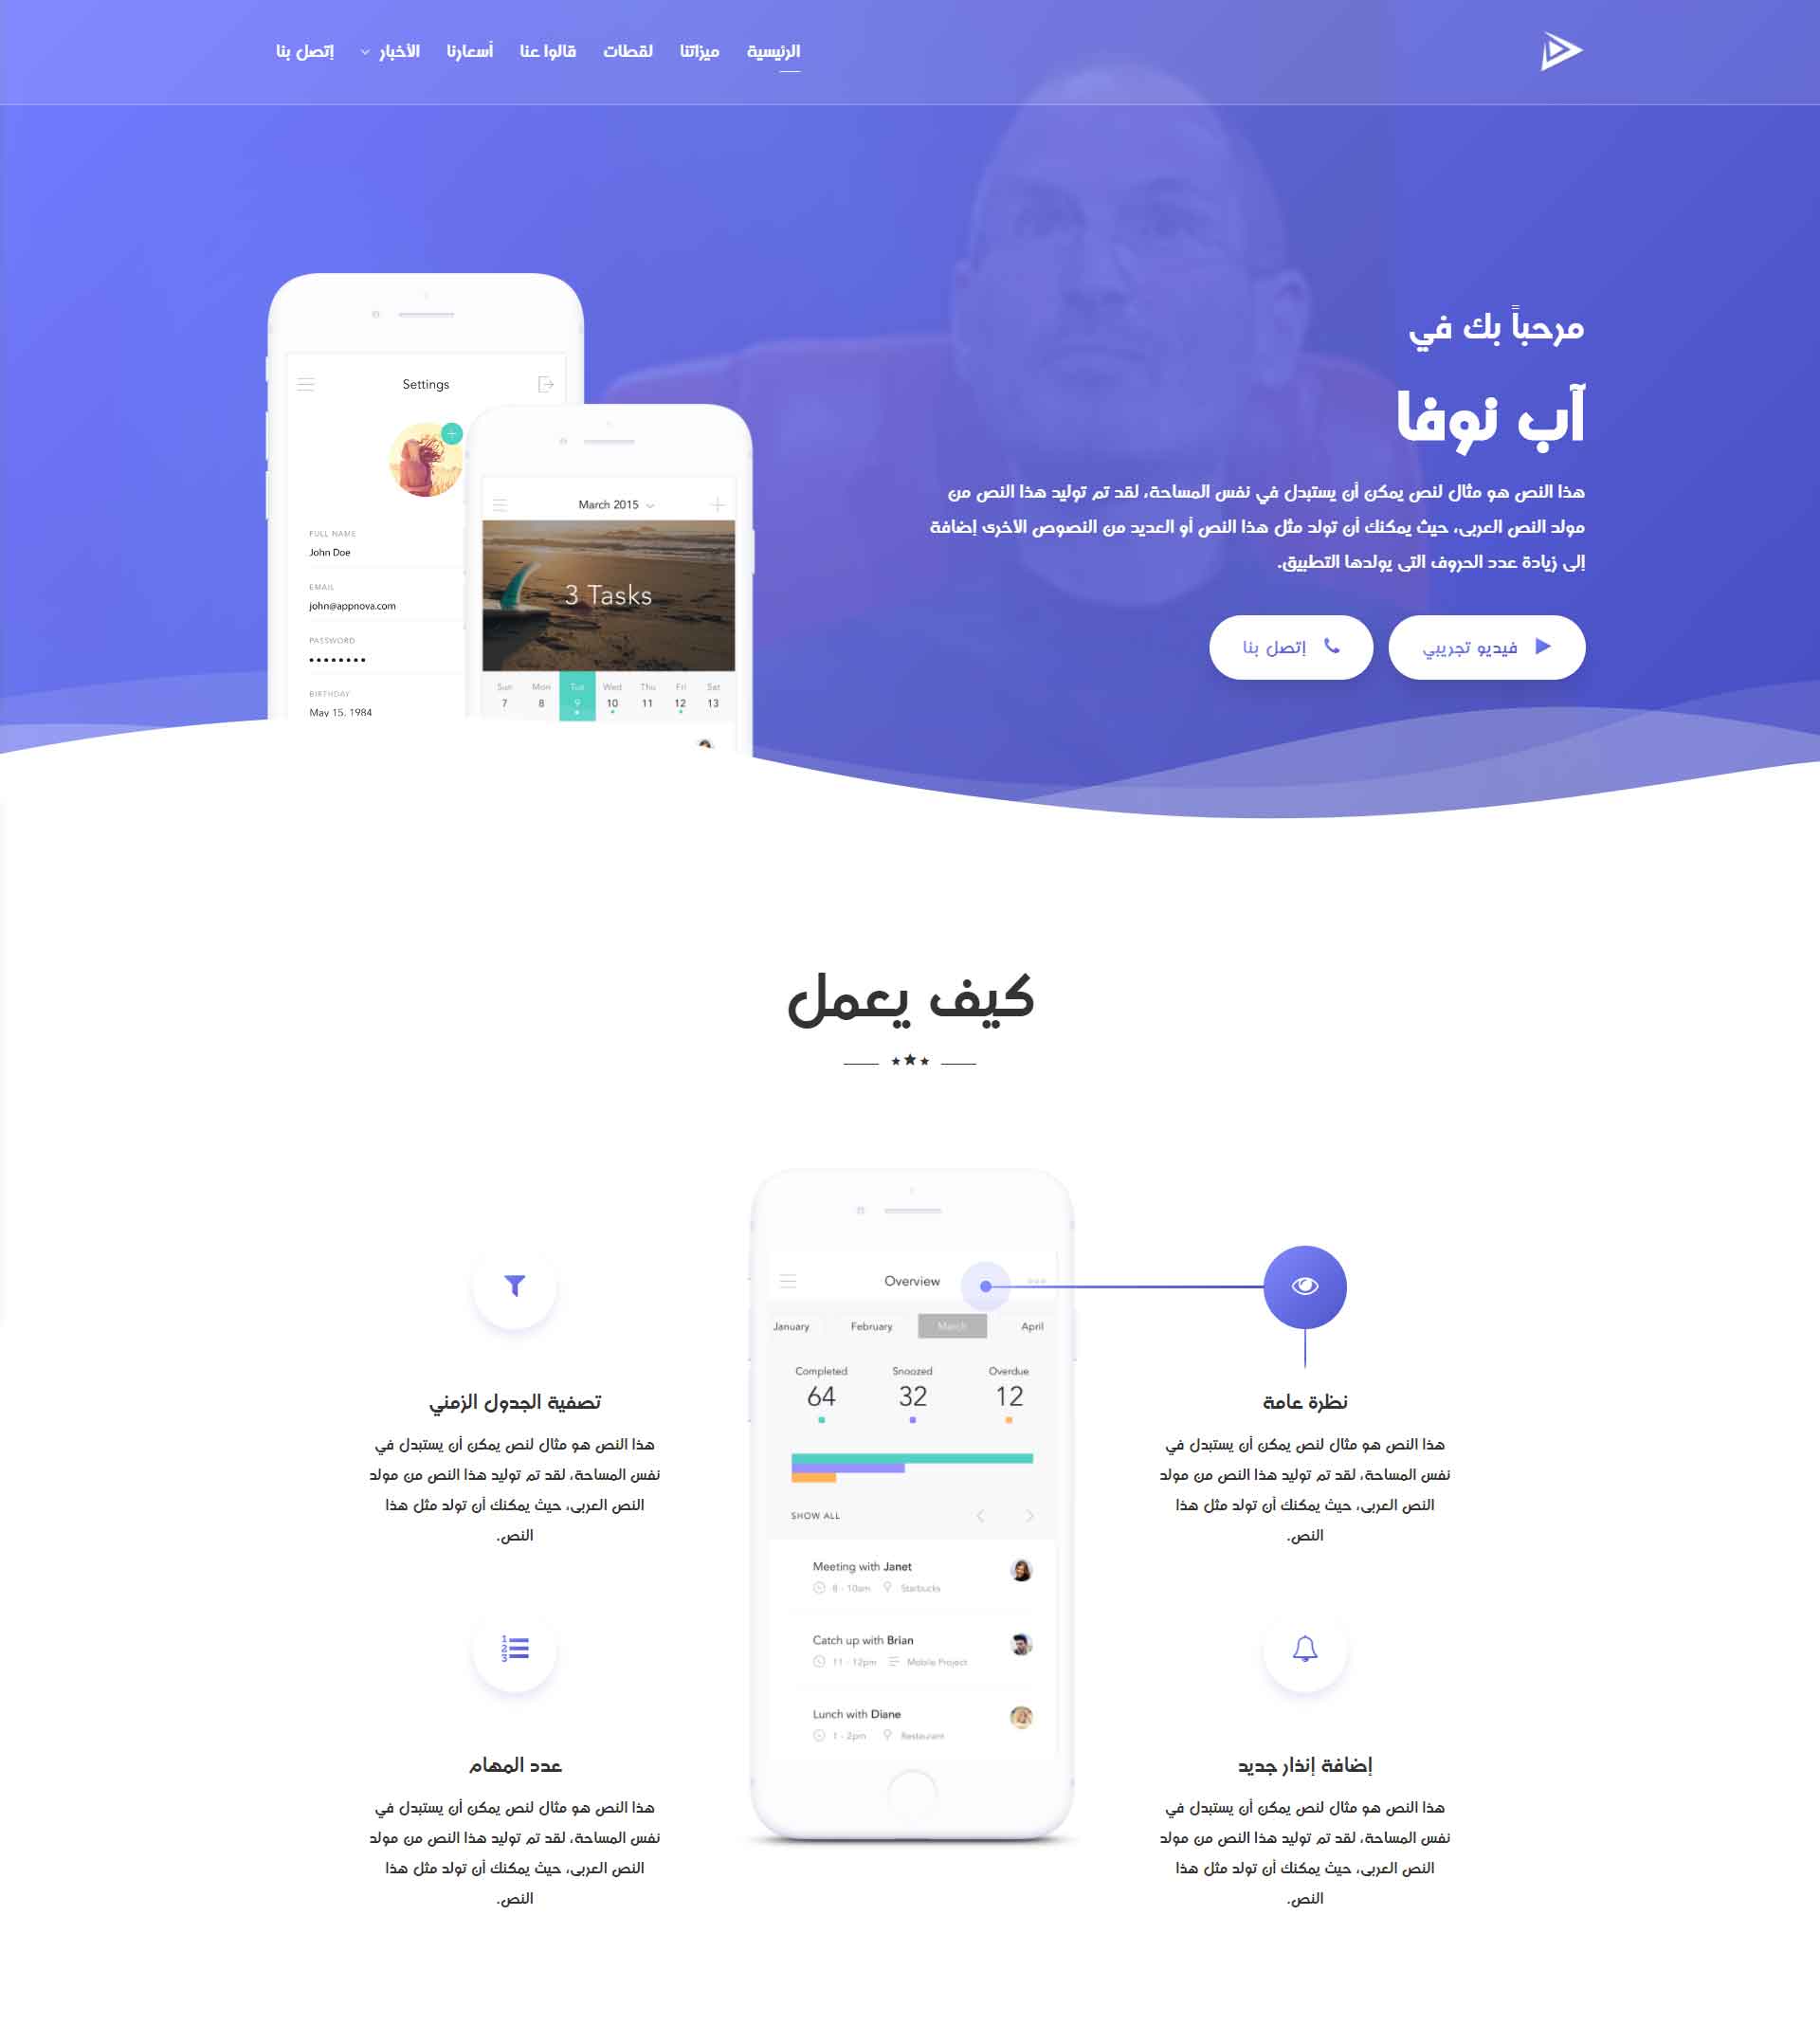 الرئيسية
ميزاتنا
لقطات
قالوا عنا
أسعارنا
الأخبار
إتصل بنا
مرحباً بك في
آب نوفا
هذا النص هو مثال لنص يمكن أن يستبدل في نفس المساحة، لقد تم توليد هذا النص من
مولد النص العربى، حيث يمكنك أن تولد مثل هذا النص أو العديد من النصوص الأخرى إضافة
إلى زيادة عدد الحروف التى يولدها التطبيق.
فيديو تجريبي
إتصل بنا
Settings
FULL NAME
John Doe
EMAIL
john@appnova.com
PASSWORD
••••••••
BIRTHDAY
May 15, 1984
March 2015
3 Tasks
Sun Mon Tue Wed Thu Fri Sat
7 8 9 10 11 12 13
كيف يعمل
نظرة عامة
هذا النص هو مثال لنص يمكن أن يستبدل في
نفس المساحة، لقد تم توليد هذا النص من مولد
النص العربى، حيث يمكنك أن تولد مثل هذا
النص.
إضافة إنذار جديد
هذا النص هو مثال لنص يمكن أن يستبدل في
نفس المساحة، لقد تم توليد هذا النص من مولد
النص العربى، حيث يمكنك أن تولد مثل هذا
النص.
Overview
January February March April
Completed Snoozed Overdue
64 32 12
SHOW ALL
Meeting with Janet
8 - 10am Starbucks
Catch up with Brian
11 - 12pm Mobile Project
Lunch with Diane
1 - 2pm Restaurant
تصفية الجدول الزمني
هذا النص هو مثال لنص يمكن أن يستبدل في
نفس المساحة، لقد تم توليد هذا النص من مولد
النص العربى، حيث يمكنك أن تولد مثل هذا
النص.
عدد المهام
هذا النص هو مثال لنص يمكن أن يستبدل في
نفس المساحة، لقد تم توليد هذا النص من مولد
النص العربى، حيث يمكنك أن تولد مثل هذا
النص.